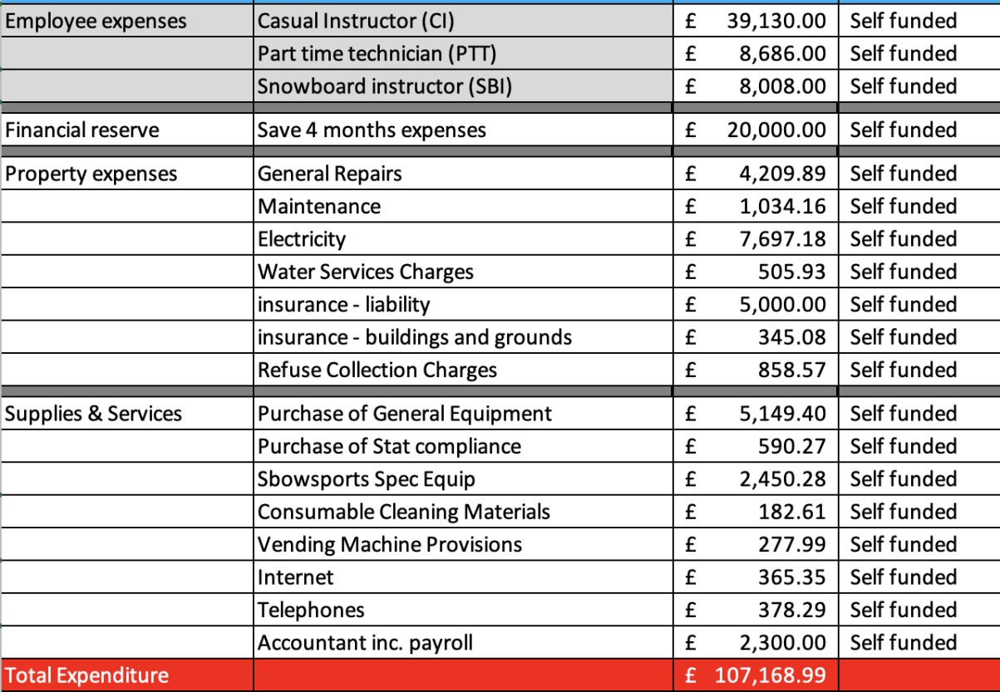 Employee expenses Casual Instructor (CI) £ 39,130.00 Self funded
Part time technician (PTT) £ 8,686.00 Self funded
Snowboard instructor (SBI) £ 8,008.00 Self funded
Financial reserve Save 4 months expenses £ 20,000.00 Self funded
Property expenses General Repairs £ 4,209.89 Self funded
Maintenance £ 1,034.16 Self funded
Electricity £ 7,697.18 Self funded
Water Services Charges £ 505.93 Self funded
insurance - liability £ 5,000.00 Self funded
insurance - buildings and grounds £ 345.08 Self funded
Refuse Collection Charges £ 858.57 Self funded
Supplies & Services Purchase of General Equipment £ 5,149.40 Self funded
Purchase of Stat compliance £ 590.27 Self funded
Sbowsports Spec Equip £ 2,450.28 Self funded
Consumable Cleaning Materials £ 182.61 Self funded
Vending Machine Provisions £ 277.99 Self funded
Internet £ 365.35 Self funded
Telephones £ 378.29 Self funded
Accountant inc. payroll £ 2,300.00 Self funded
Total Expenditure £ 107,168.99